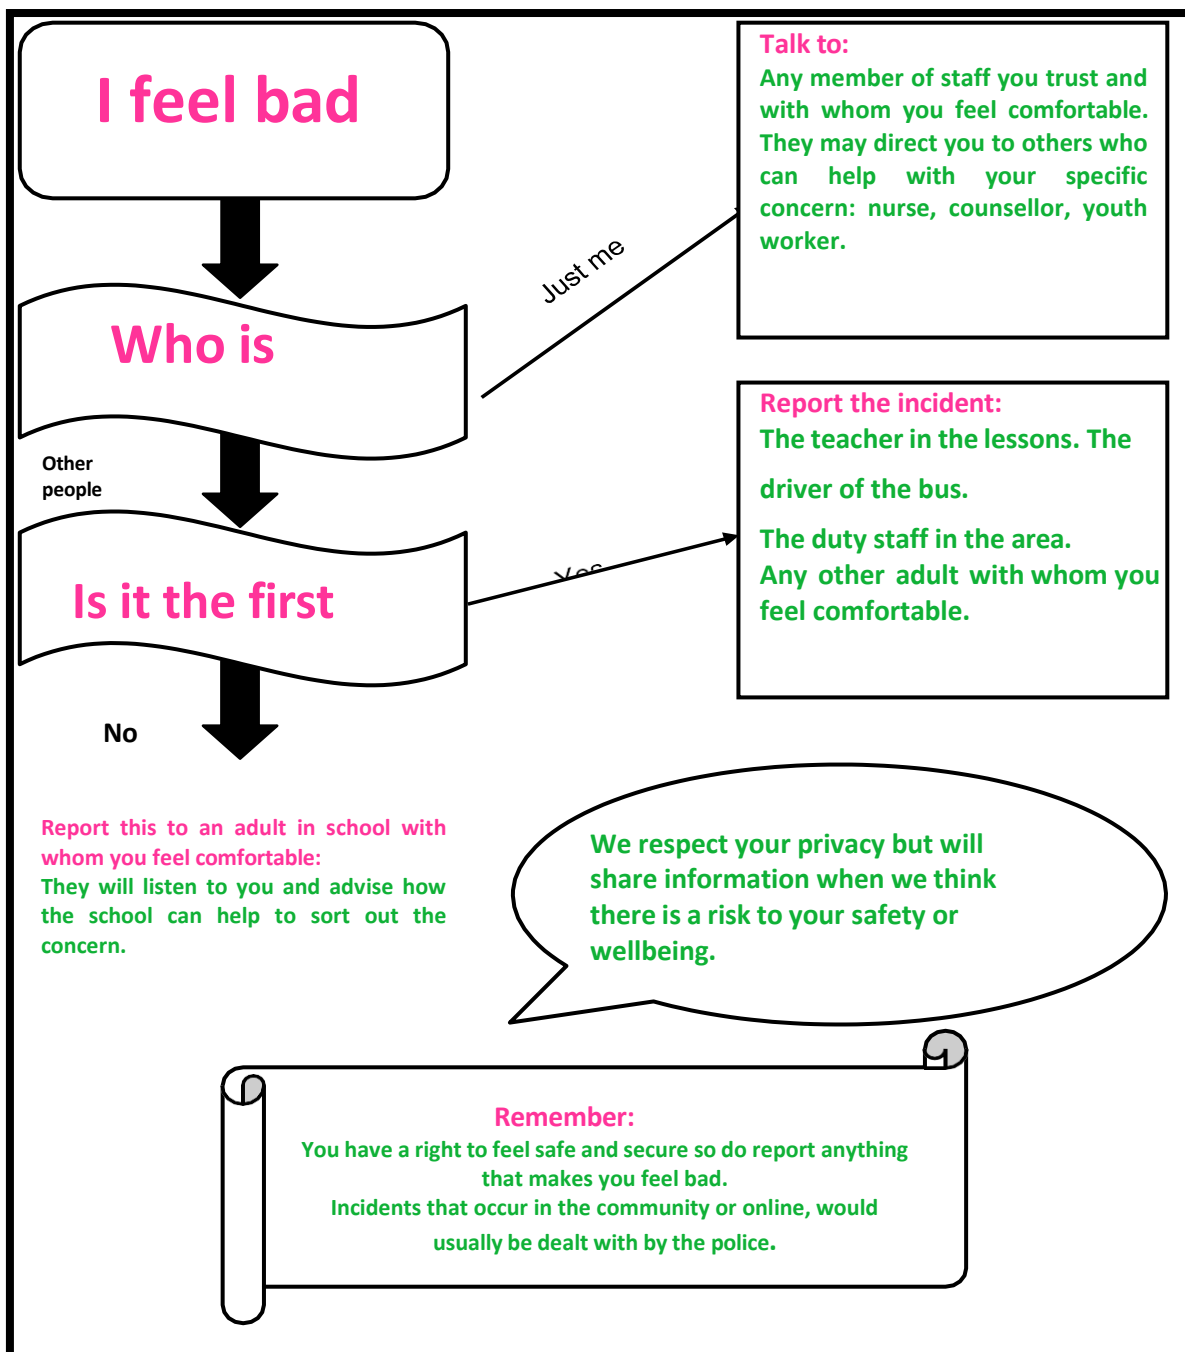 I feel bad
Talk to:
Any member of staff you trust and
with whom you feel comfortable.
They may direct you to others who
can help with your specific
concern: nurse, counsellor, youth
worker.
Just me
Who is
Other
people
Report the incident:
The teacher in the lessons. The
driver of the bus.
The duty staff in the area.
Any other adult with whom you
feel comfortable.
Yes
Is it the first
No
Report this to an adult in school with
whom you feel comfortable:
They will listen to you and advise how
the school can help to sort out the
concern.
We respect your privacy but will
share information when we think
there is a risk to your safety or
wellbeing.
Remember:
You have a right to feel safe and secure so do report anything
that makes you feel bad.
Incidents that occur in the community or online, would
usually be dealt with by the police.